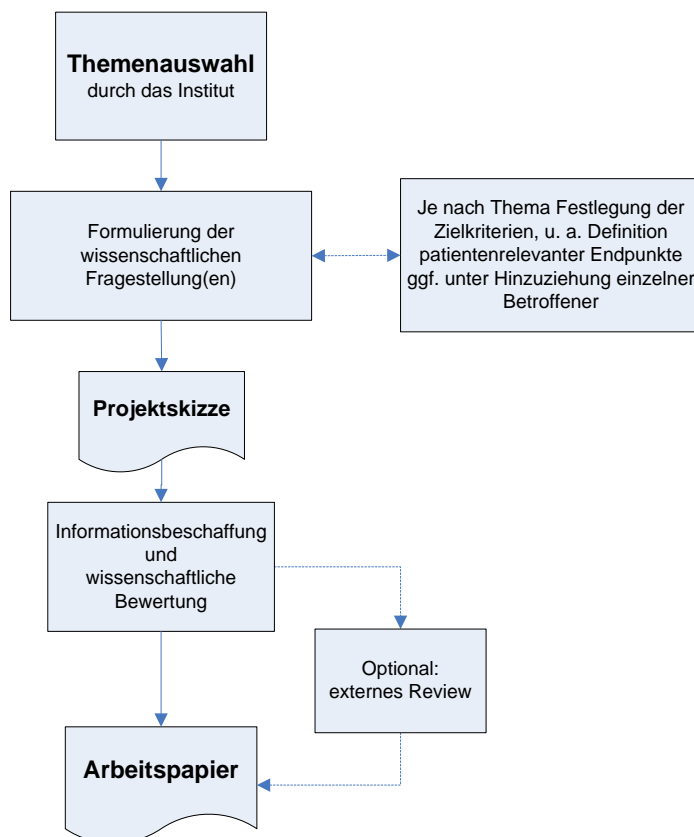 Themenauswahl
durch das Institut
Formulierung der
wissenschaftlichen
Fragestellung(en)
Je nach Thema Festlegung der
Zielkriterien, u. a. Definition
patientenrelevanter Endpunkte
ggf. unter Hinzuziehung einzelner
Betroffener
Projektskizze
Informationsbeschaffung
und
wissenschaftliche
Bewertung
Optional:
externes Review
Arbeitspapier